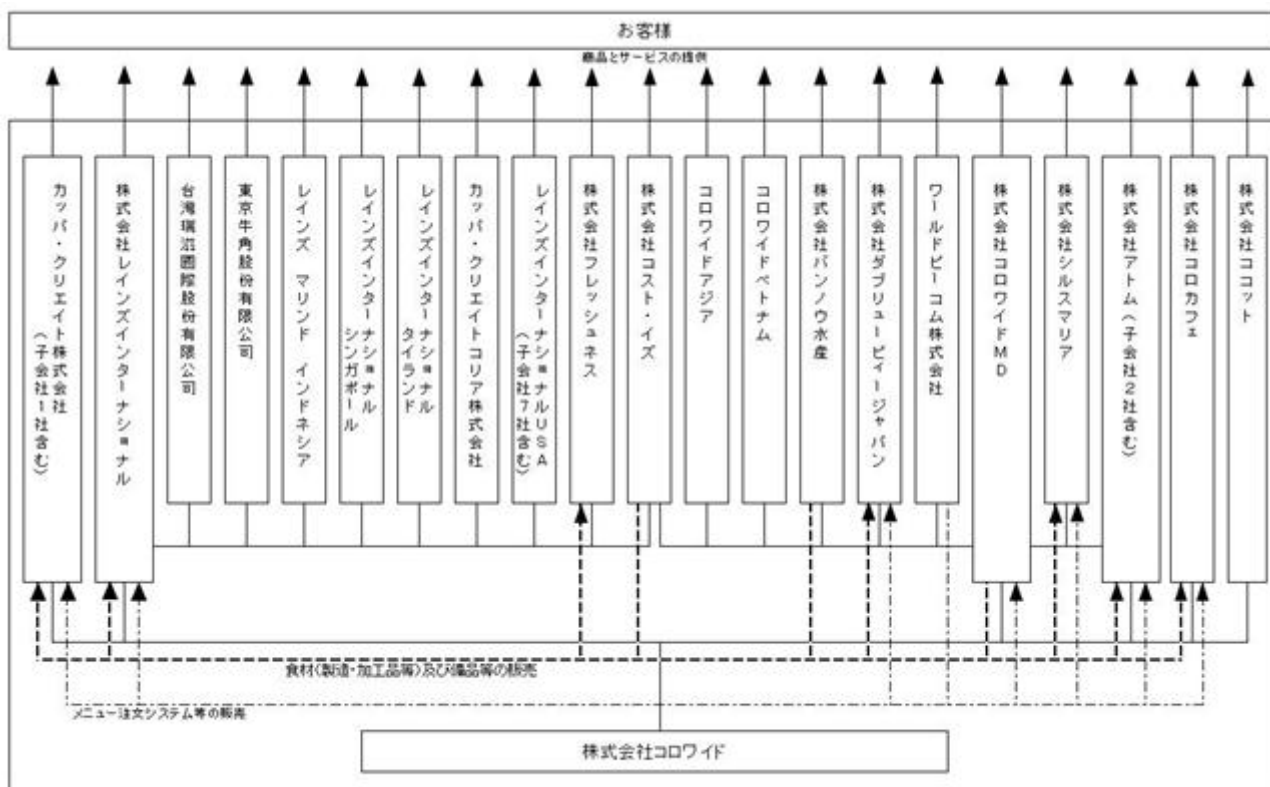 お客様
商品とサービスの提供
カッパ・クリエイト株式会社
（子会社1社含む）
株式会社レインズインターナショナル
台湾瑞滋國際股份有限公司
東京牛角股份有限公司
レインズ マリンド インドネシア
レインズインターナショナル
シンガポール
レインズインターナショナル
タイランド
カッパ・クリエイトコリア株式会社
レインズインターナショナルUSA
（子会社7社含む）
株式会社フレッシュネス
株式会社コスト・イズ
コロワイドアジア
コロワイドベトナム
株式会社バンノウ水産
株式会社ダブリューピィージャパン
ワールドピーコム株式会社
株式会社コロワイドMD
株式会社シルスマリア
株式会社アトム（子会社2社含む）
株式会社コロカフェ
株式会社ココット
食材（製造・加工品等）及び備品等の販売
メニュー注文システム等の販売
株式会社コロワイド